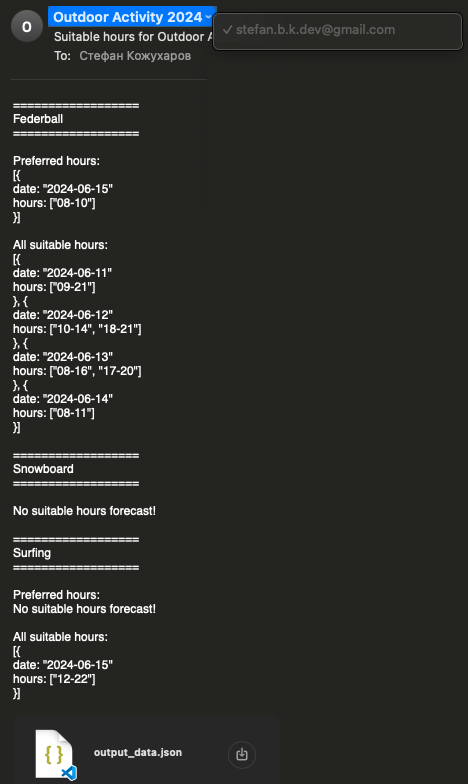 O
Outdoor Activity 2024
✓ stefan.b.k.dev@gmail.com
Suitable hours for Outdoor
To: Стефан Кожухаров
==================
Federball
==================
Preferred hours:
[{
date: "2024-06-15"
hours: ["08-10"]
}]
All suitable hours:
[{
date: "2024-06-11"
hours: ["09-21"]
}, {
date: "2024-06-12"
hours: ["10-14", "18-21"]
}, {
date: "2024-06-13"
hours: ["08-16", "17-20"]
}, {
date: "2024-06-14"
hours: ["08-11"]
}]
==================
Snowboard
==================
No suitable hours forecast!
==================
Surfing
==================
Preferred hours:
No suitable hours forecast!
All suitable hours:
[{
date: "2024-06-15"
hours: ["12-22"]
}]
{ }
output_data.json